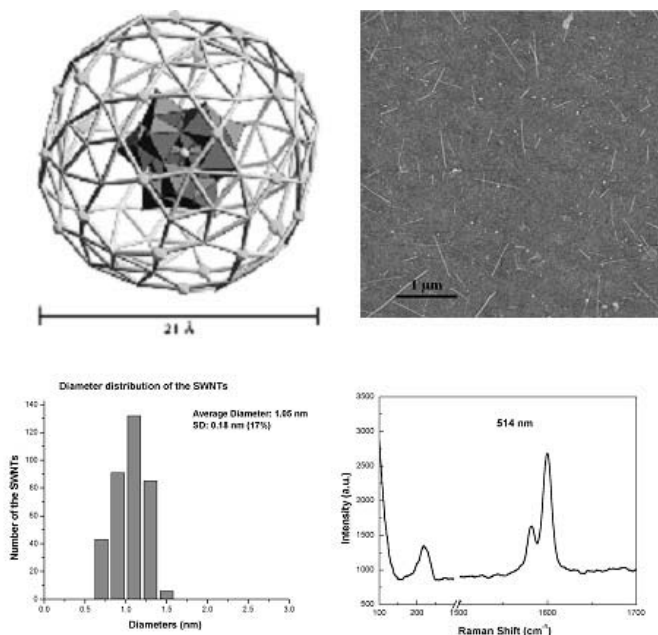 21 Å
1 μm
Diameter distribution of the SWNTs
Average Diameter: 1.05 nm
SD: 0.18 nm (17%)
Number of the SWNTs
140
120
100
80
60
40
20
0
0.0 0.5 1.0 1.5 2.0 2.5 3.0
Diameters (nm)
514 nm
Intensity (a.u.)
3500
3000
2500
2000
1500
1000
500
100 200 1500 1600 1700
Raman Shift (cm⁻¹)